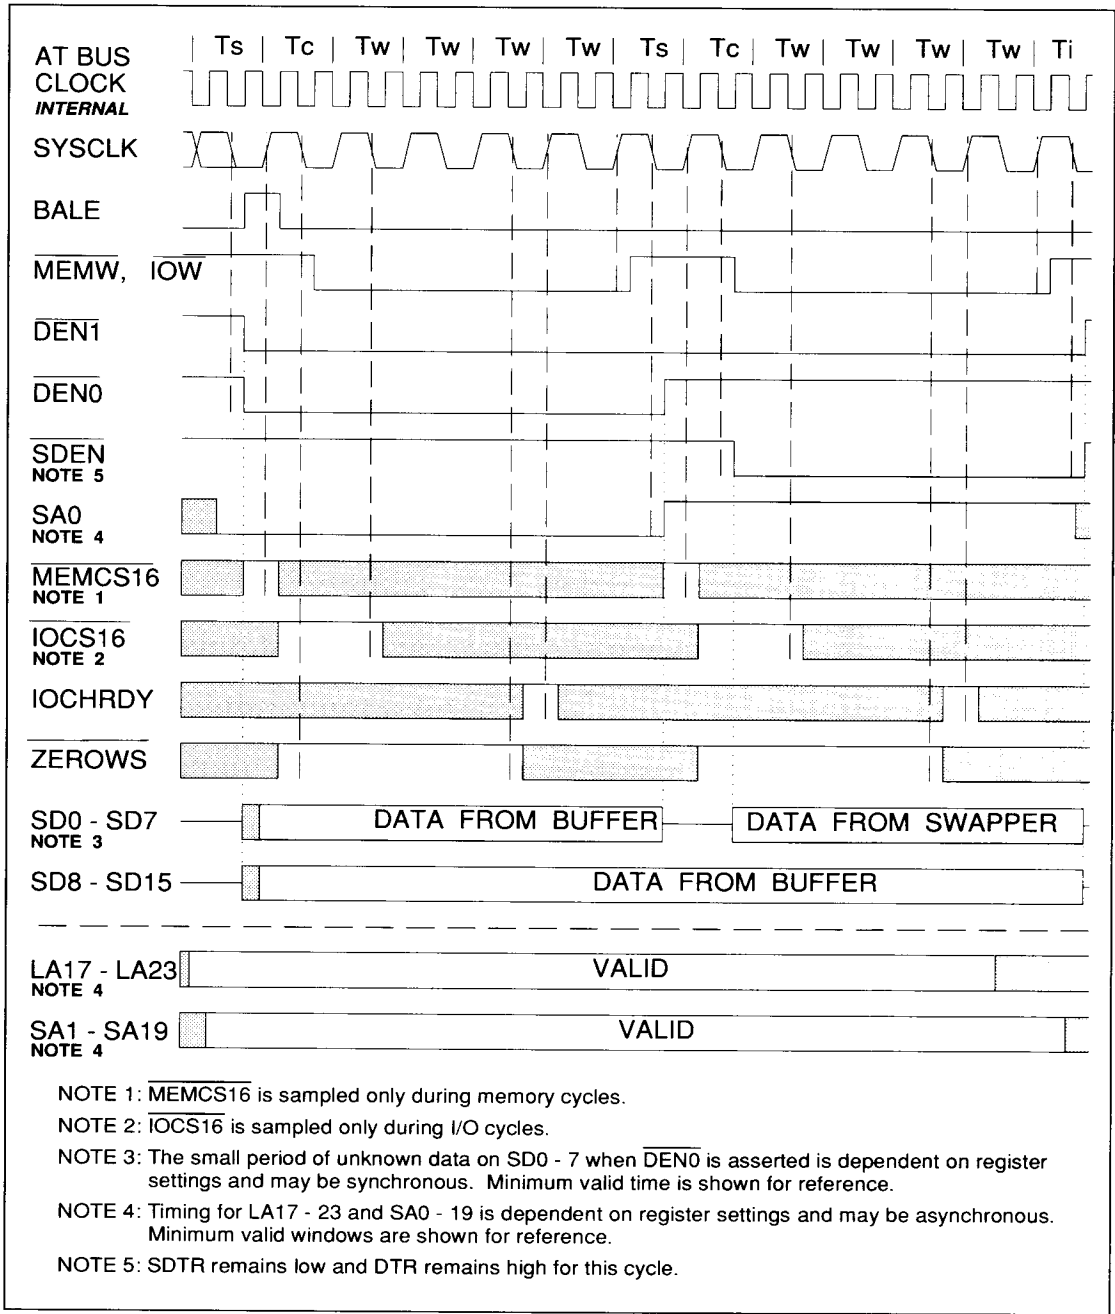 AT BUS CLOCK INTERNAL
Ts Tc Tw Tw Tw Tw Ts Tc Tw Tw Tw Tw Ti
SYSCLK
BALE
MEMW, IOW
DEN1
DEN0
SDEN
NOTE 5
SA0
NOTE 4
MEMCS16
NOTE 1
IOCS16
NOTE 2
IOCHRDY
ZEROWS
SD0 - SD7
NOTE 3
DATA FROM BUFFER
DATA FROM SWAPPER
SD8 - SD15
DATA FROM BUFFER
LA17 - LA23
NOTE 4
VALID
SA1 - SA19
NOTE 4
VALID
NOTE 1: MEMCS16 is sampled only during memory cycles.
NOTE 2: IOCS16 is sampled only during I/O cycles.
NOTE 3: The small period of unknown data on SD0 - 7 when DEN0 is asserted is dependent on register
settings and may be synchronous. Minimum valid time is shown for reference.
NOTE 4: Timing for LA17 - 23 and SA0 - 19 is dependent on register settings and may be asynchronous.
Minimum valid windows are shown for reference.
NOTE 5: SDTR remains low and DTR remains high for this cycle.